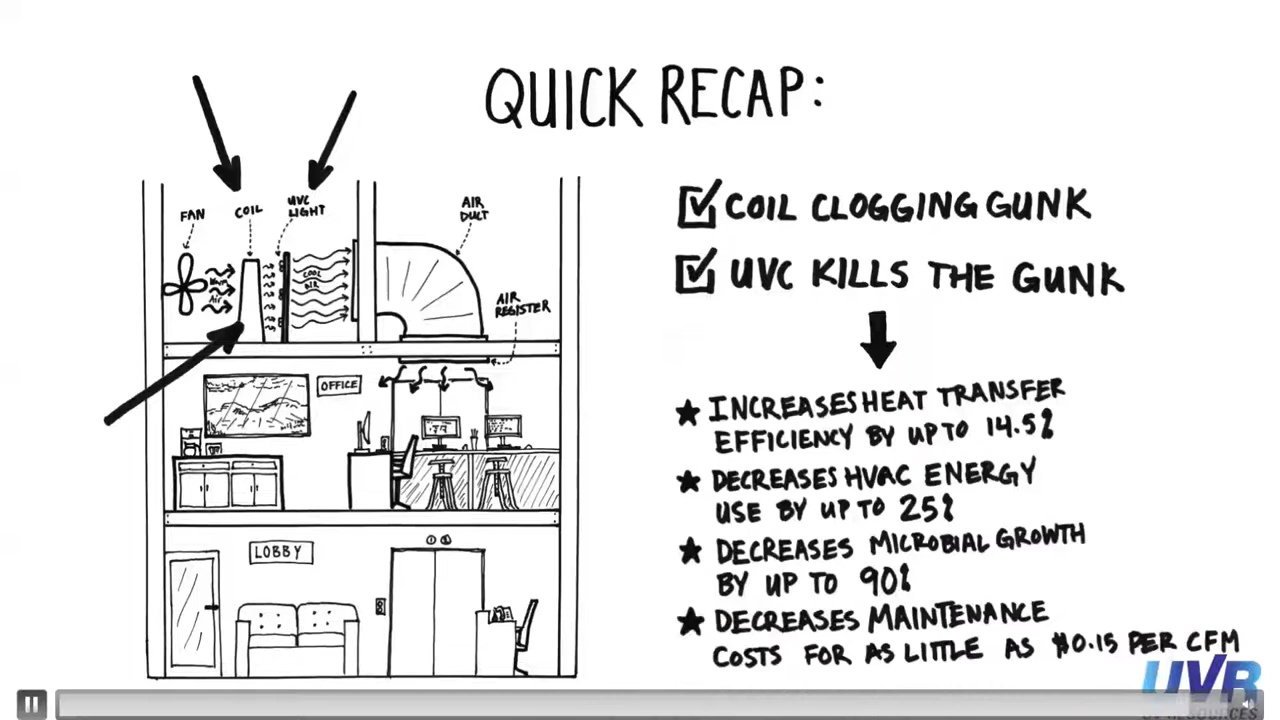 QUICK RECAP:
FAN
COIL
UVC
LIGHT
AIR
DUCT
Warm
Air
COOL
AIR
AIR
REGISTER
OFFICE
LOBBY
☑ COIL CLOGGING GUNK
☑ UVC KILLS THE GUNK
★ INCREASES HEAT TRANSFER
EFFICIENCY BY UP TO 14.5%
★ DECREASES HVAC ENERGY
USE BY UP TO 25%
★ DECREASES MICROBIAL GROWTH
BY UP TO 90%
★ DECREASES MAINTENANCE
COSTS FOR AS LITTLE AS $0.15 PER CFM
UVR